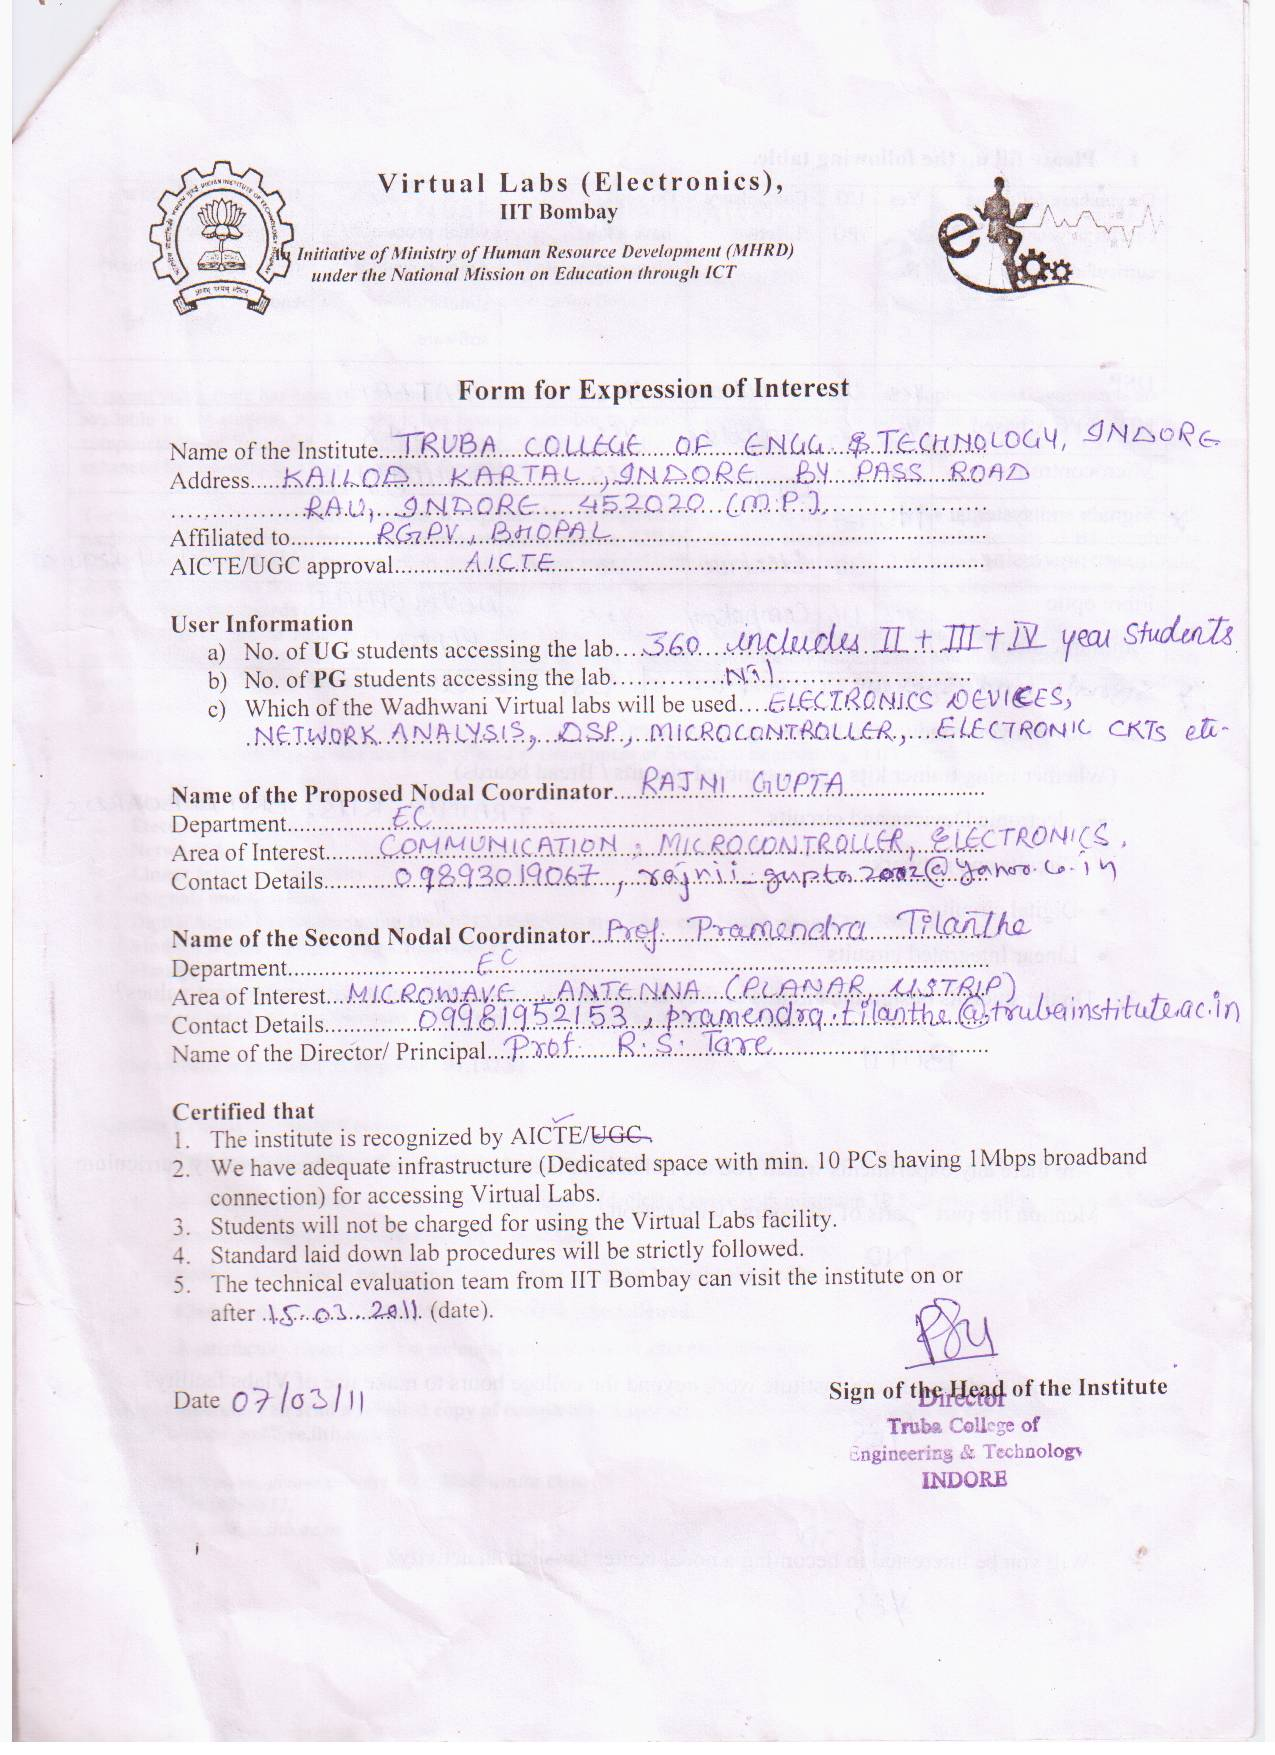 Virtual Labs (Electronics),
IIT Bombay
Initiative of Ministry of Human Resource Development (MHRD)
under the National Mission on Education through ICT
Form for Expression of Interest
Name of the Institute...TRUBA COLLEGE OF ENGG. & TECHNOLOGY, INDORE
Address.....KAILOD KARTAL, INDORE BY PASS ROAD
RAU, INDORE 452020 (M.P.)
Affiliated to............RGPV, BHOPAL
AICTE/UGC approval..........AICTE
User Information
a) No. of UG students accessing the lab....360 includes II + III + IV year Students
b) No. of PG students accessing the lab..............Nil
c) Which of the Wadhwani Virtual labs will be used....ELECTRONICS DEVICES,
NETWORK ANALYSIS, DSP, MICROCONTROLLER, ELECTRONIC CKTs etc-
Name of the Proposed Nodal Coordinator....RAJNI GUPTA
Department................EC
Area of Interest........COMMUNICATION, MICROCONTROLLER, ELECTRONICS,
Contact Details...........09893019067, rajnii_gupta2002@yahoo.co.in
Name of the Second Nodal Coordinator...Prof. Pramendra Tilanthe
Department............................EC
Area of Interest...MICROWAVE, ANTENNA (PLANAR, USTRIP)
Contact Details.............09981952153, pramendra.tilanthe@trubainstitute.ac.in
Name of the Director/ Principal....Prof. R.S. Tare
Certified that
1. The institute is recognized by AICTE/UGC.
2. We have adequate infrastructure (Dedicated space with min. 10 PCs having 1Mbps broadband
connection) for accessing Virtual Labs.
3. Students will not be charged for using the Virtual Labs facility.
4. Standard laid down lab procedures will be strictly followed.
5. The technical evaluation team from IIT Bombay can visit the institute on or
after 15.03.2011 (date).
Date 07/03/11
Sign of the Head of the Institute
Director
Truba College of
Engineering & Technology
INDORE